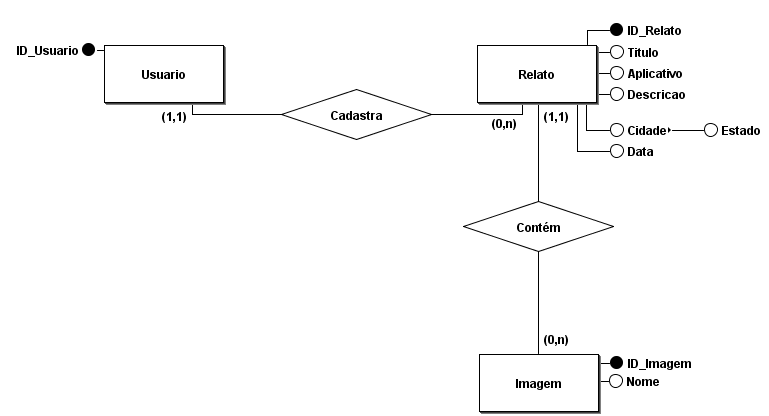 ID_Relato
ID_Usuario
Titulo
Usuario
Relato
Aplicativo
Descricao
Cadastra
(1,1)
(0,n)
(1,1)
Cidade
Estado
Data
Contém
(0,n)
ID_Imagem
Imagem
Nome